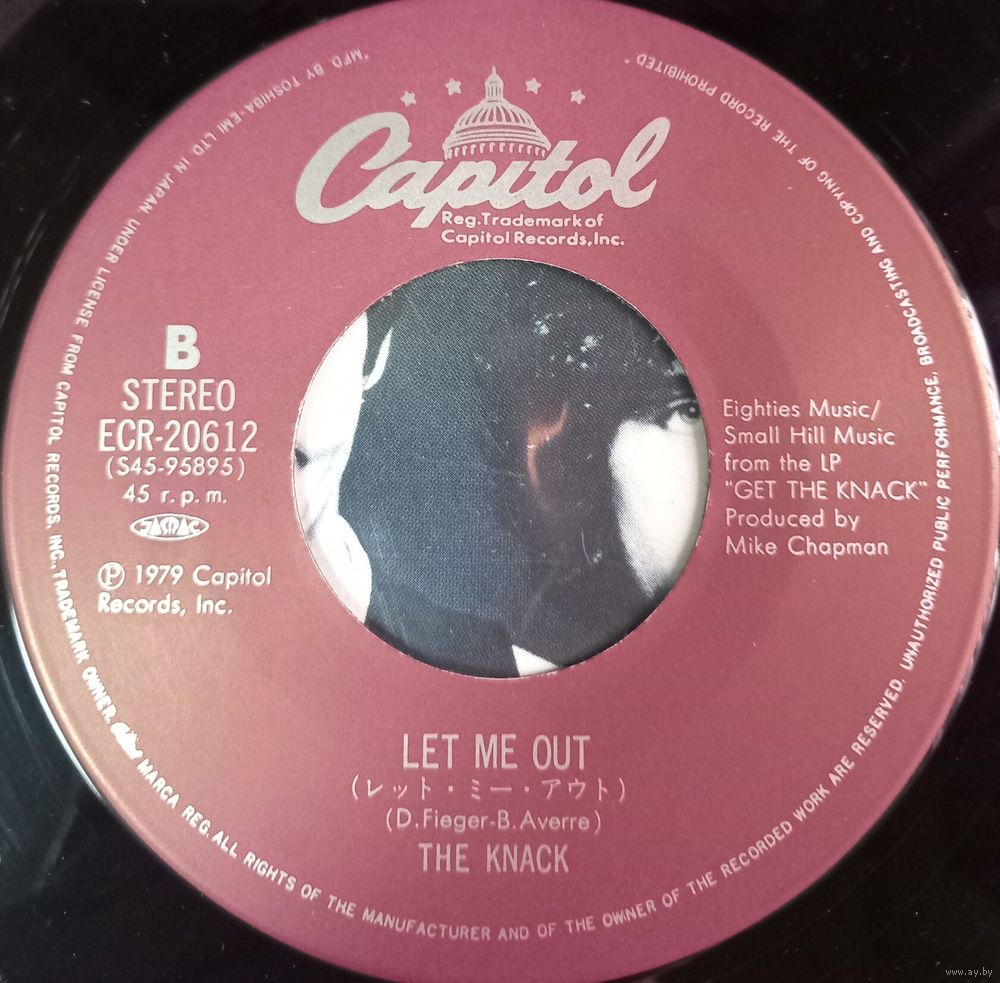 Capitol
Reg.Trademark of
Capitol Records,Inc.
B
STEREO
ECR-20612
(S45-95895)
45 r.p.m.
JASRAC
Ⓟ 1979 Capitol
Records, Inc.
Eighties Music/
Small Hill Music
from the LP
"GET THE KNACK"
Produced by
Mike Chapman
LET ME OUT
(レット・ミー・アウト)
(D.Fieger-B.Averre)
THE KNACK
"MFD. BY TOSHIBA-EMI LTD IN JAPAN. UNDER LICENSE FROM CAPITOL RECORDS, INC., TRADEMARK OWNER. Capitol MARCA REG. ALL RIGHTS OF THE MANUFACTURER AND OF THE OWNER OF THE RECORDED WORK ARE RESERVED. UNAUTHORIZED PUBLIC PERFORMANCE, BROADCASTING AND COPYING OF THE RECORD PROHIBITED"
www.ay.by